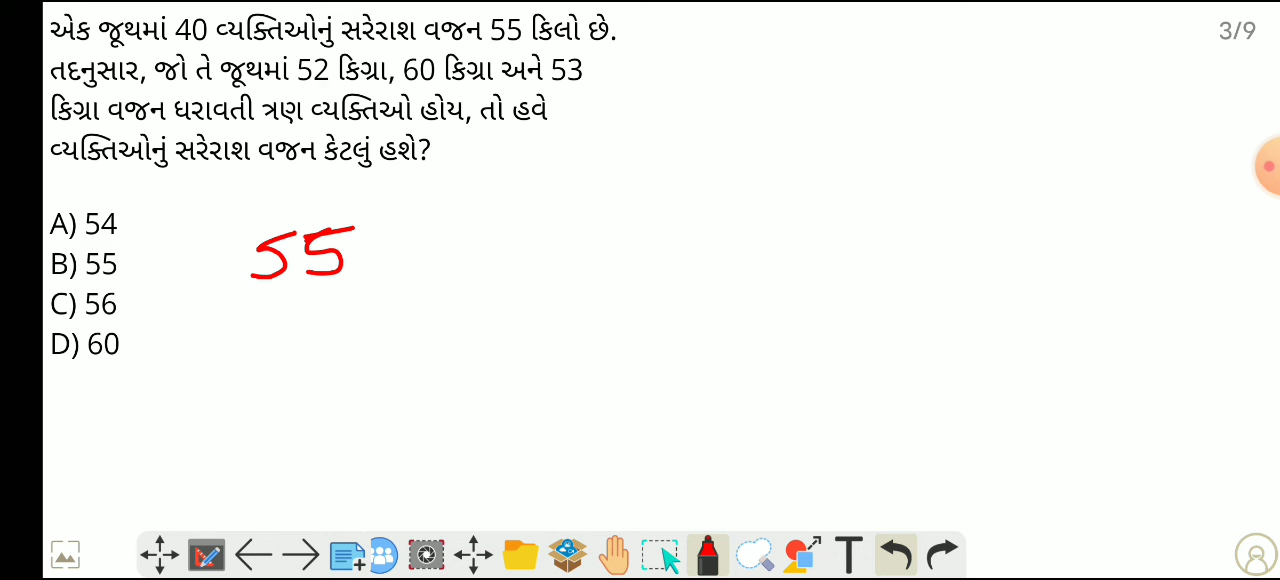 એક જૂથમાં 40 વ્યક્તિઓનું સરેરાશ વજન 55 કિલો છે.
3/9
તદનુસાર, જો તે જૂથમાં 52 કિગ્રા, 60 કિગ્રા અને 53
કિગ્રા વજન ધરાવતી ત્રણ વ્યક્તિઓ હોય, તો હવે
વ્યક્તિઓનું સરેરાશ વજન કેટલું હશે?
A) 54
B) 55
C) 56
D) 60
55
T